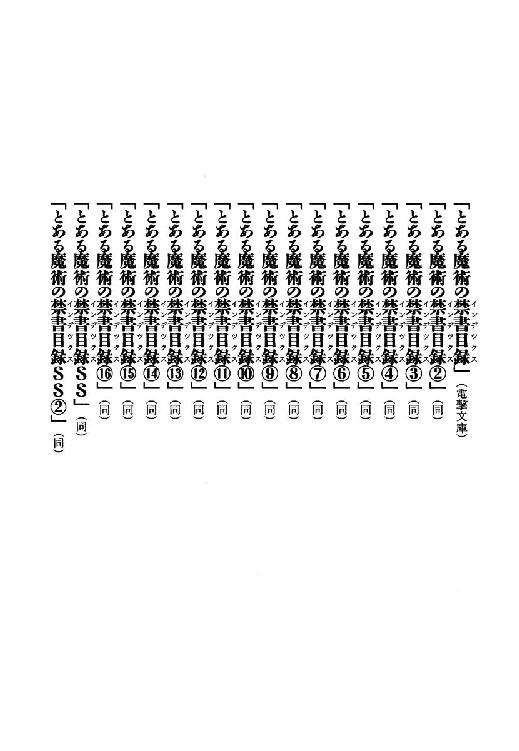 「とある魔術の禁書目録」(電撃文庫)
「とある魔術の禁書目録②」(同)
「とある魔術の禁書目録③」(同)
「とある魔術の禁書目録④」(同)
「とある魔術の禁書目録⑤」(同)
「とある魔術の禁書目録⑥」(同)
「とある魔術の禁書目録⑦」(同)
「とある魔術の禁書目録⑧」(同)
「とある魔術の禁書目録⑨」(同)
「とある魔術の禁書目録⑩」(同)
「とある魔術の禁書目録⑪」(同)
「とある魔術の禁書目録⑫」(同)
「とある魔術の禁書目録⑬」(同)
「とある魔術の禁書目録⑭」(同)
「とある魔術の禁書目録⑮」(同)
「とある魔術の禁書目録⑯」(同)
「とある魔術の禁書目録SS」(同)
「とある魔術の禁書目録SS②」(同)